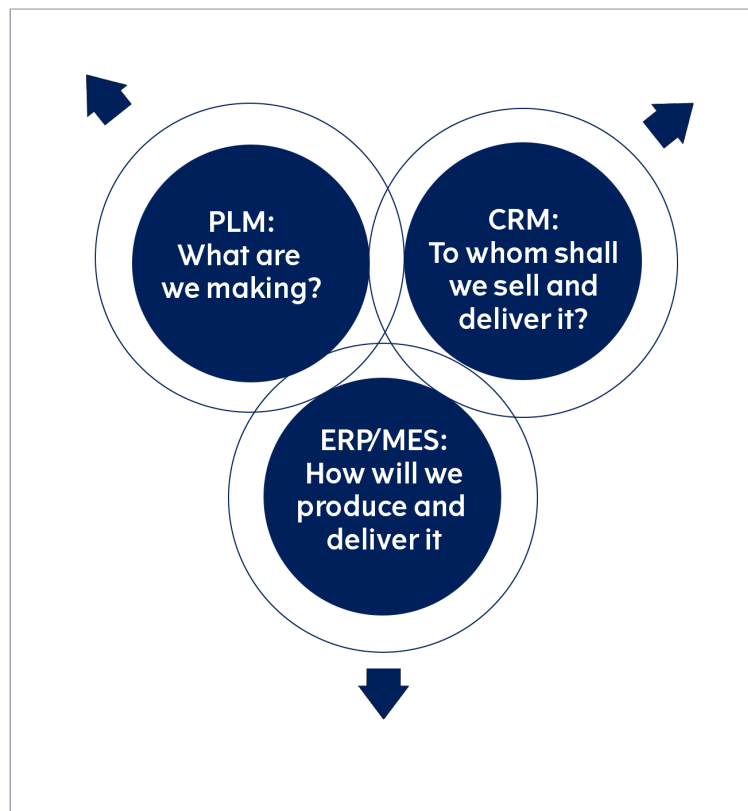 PLM:
What are
we making?
CRM:
To whom shall
we sell and
deliver it?
ERP/MES:
How will we
produce and
deliver it